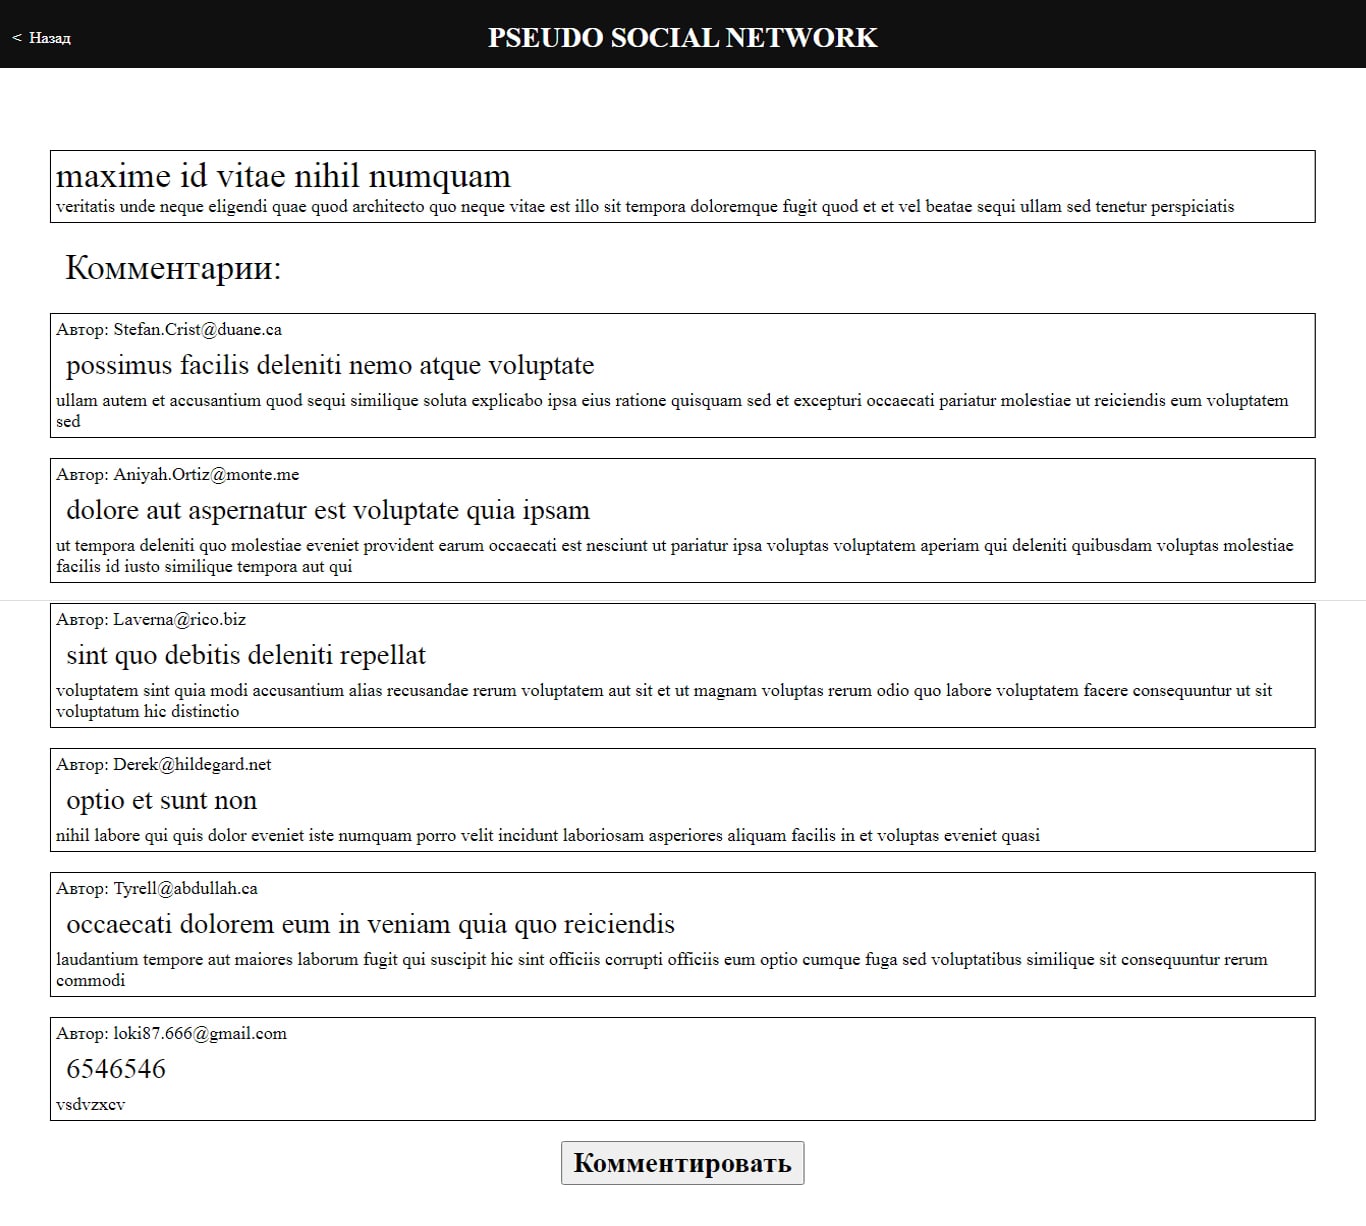 < Назад
PSEUDO SOCIAL NETWORK
maxime id vitae nihil numquam
veritatis unde neque eligendi quae quod architecto quo neque vitae est illo sit tempora doloremque fugit quod et et vel beatae sequi ullam sed tenetur perspiciatis
Комментарии:
Автор: Stefan.Crist@duane.ca
possimus facilis deleniti nemo atque voluptate
ullam autem et accusantium quod sequi similique soluta explicabo ipsa eius ratione quisquam sed et excepturi occaecati pariatur molestiae ut reiciendis eum voluptatem
sed
Автор: Aniyah.Ortiz@monte.me
dolore aut aspernatur est voluptate quia ipsam
ut tempora deleniti quo molestiae eveniet provident earum occaecati est nesciunt ut pariatur ipsa voluptas voluptatem aperiam qui deleniti quibusdam voluptas molestiae
facilis id iusto similique tempora aut qui
Автор: Laverna@rico.biz
sint quo debitis deleniti repellat
voluptatem sint quia modi accusantium alias recusandae rerum voluptatem aut sit et ut magnam voluptas rerum odio quo labore voluptatem facere consequuntur ut sit
voluptatum hic distinctio
Автор: Derek@hildegard.net
optio et sunt non
nihil labore qui quis dolor eveniet iste numquam porro velit incidunt laboriosam asperiores aliquam facilis in et voluptas eveniet quasi
Автор: Tyrell@abdullah.ca
occaecati dolorem eum in veniam quia quo reiciendis
laudantium tempore aut maiores laborum fugit qui suscipit hic sint officiis corrupti officiis eum optio cumque fuga sed voluptatibus similique sit consequuntur rerum
commodi
Автор: loki87.666@gmail.com
6546546
vsdvzxcv
Комментировать